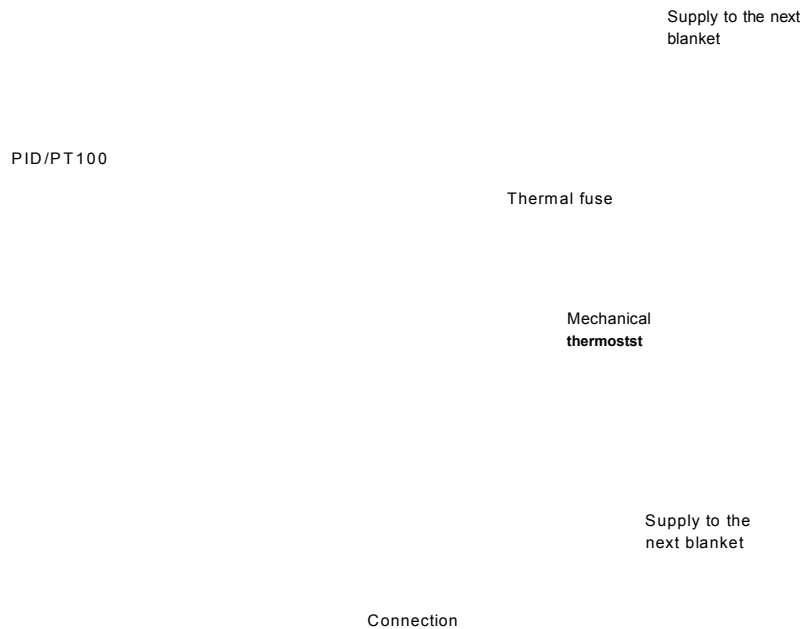 Supply to the next
blanket
PID/PT100
Thermal fuse
Mechanical
thermostst
Supply to the
next blanket
Connection